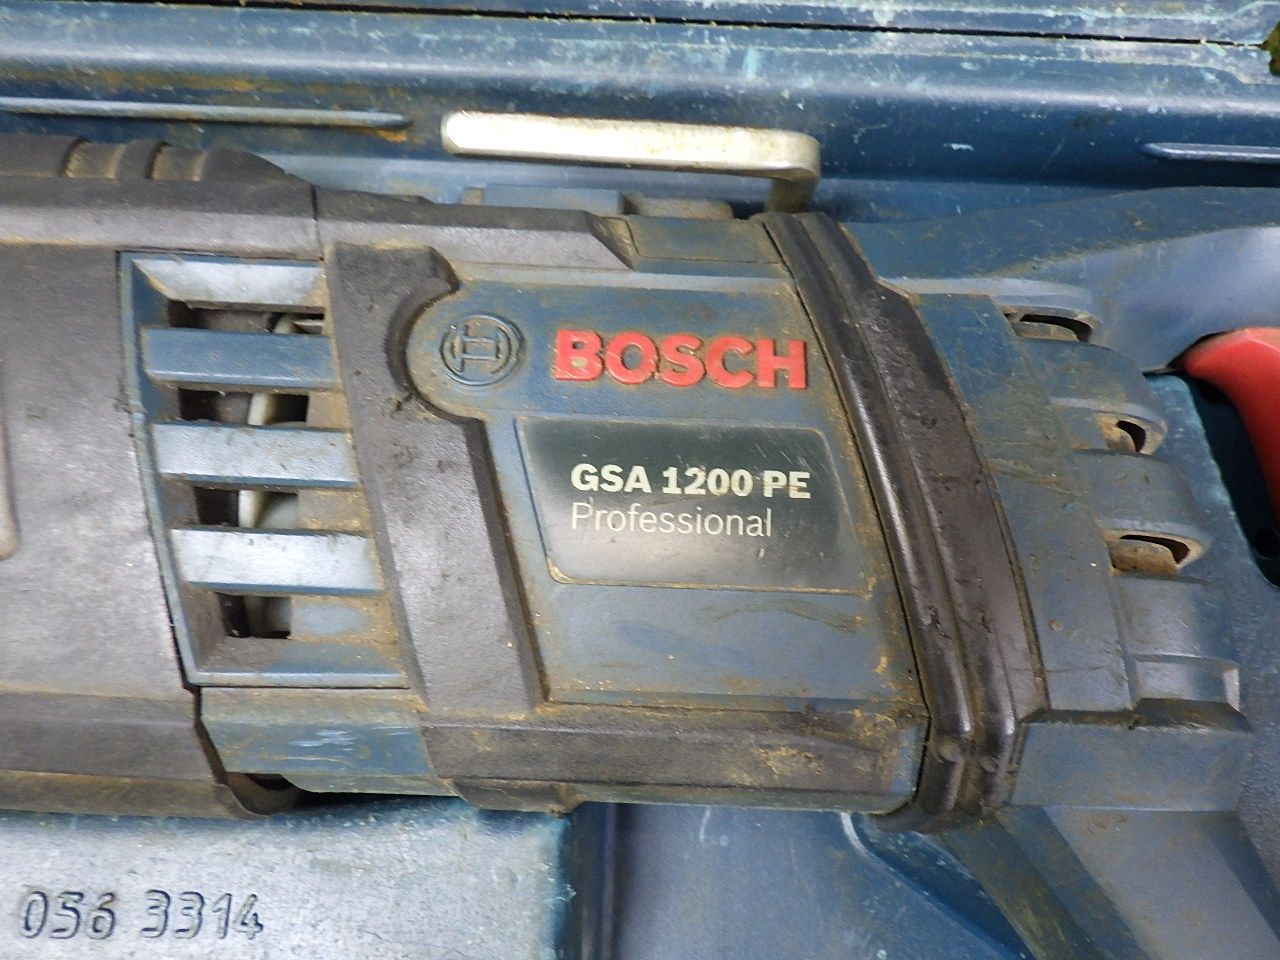 BOSCH
GSA 1200 PE
Professional
056 3314